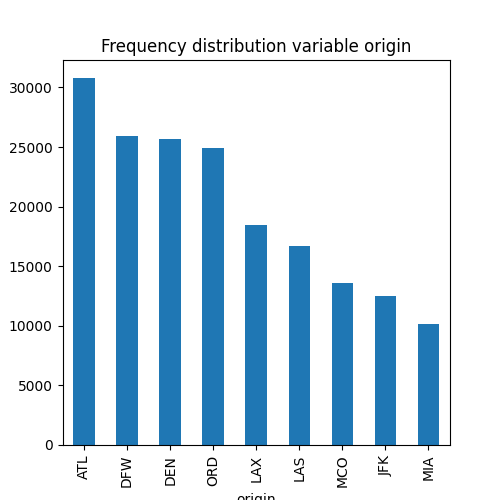 Frequency distribution variable origin
30000
25000
20000
15000
10000
5000
0
ATL
DFW
DEN
ORD
LAX
LAS
MCO
JFK
MIA
origin